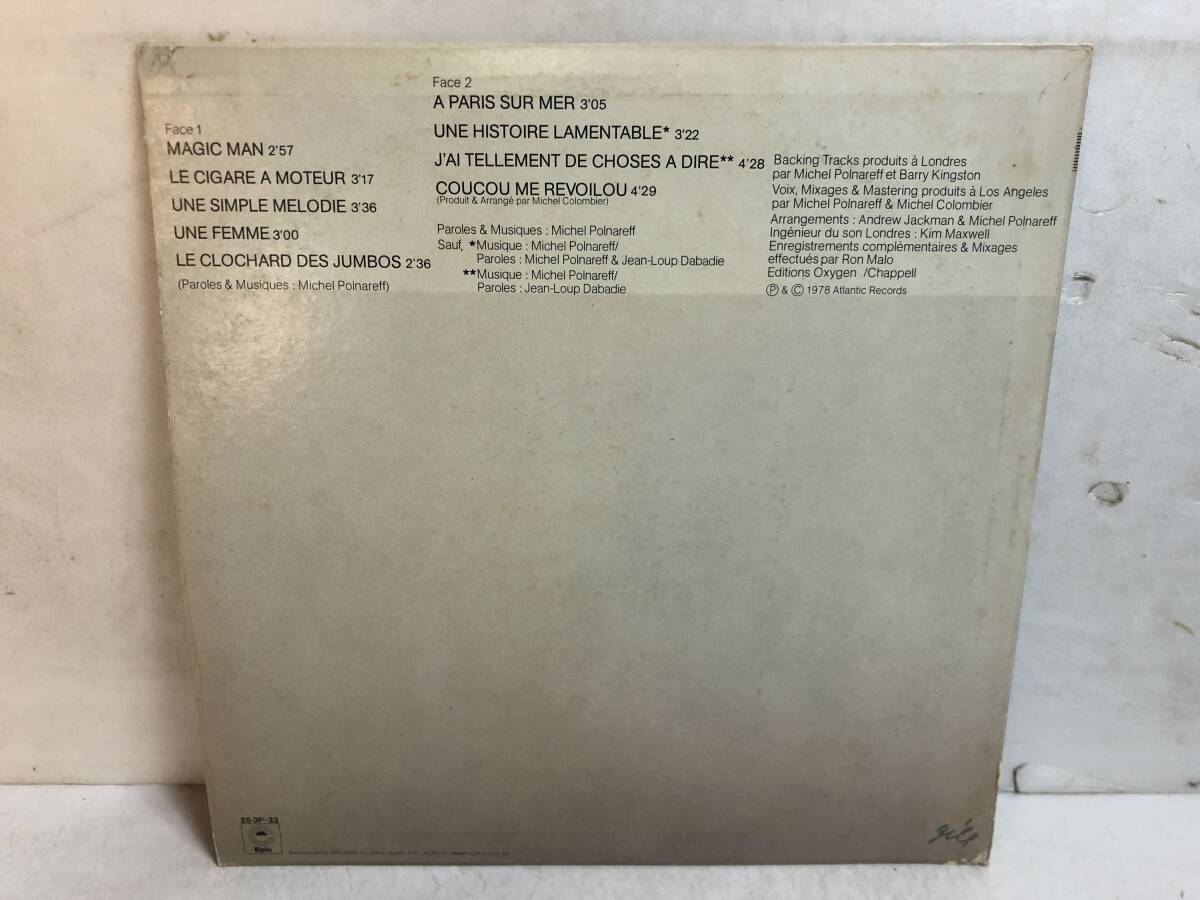 Face 1
MAGIC MAN 2'57
LE CIGARE A MOTEUR 3'17
UNE SIMPLE MELODIE 3'36
UNE FEMME 3'00
LE CLOCHARD DES JUMBOS 2'36
(Paroles & Musiques : Michel Polnareff)
Face 2
A PARIS SUR MER 3'05
UNE HISTOIRE LAMENTABLE* 3'22
J'AI TELLEMENT DE CHOSES A DIRE** 4'28
COUCOU ME REVOILOU 4'29
(Produit & Arrangé par Michel Colombier)
Paroles & Musiques : Michel Polnareff
Sauf, *Musique : Michel Polnareff/
Paroles : Michel Polnareff & Jean-Loup Dabadie
**Musique : Michel Polnareff/
Paroles : Jean-Loup Dabadie
Backing Tracks produits à Londres
par Michel Polnareff et Barry Kingston
Voix, Mixages & Mastering produits à Los Angeles
par Michel Polnareff & Michel Colombier
Arrangements : Andrew Jackman & Michel Polnareff
Ingénieur du son Londres : Kim Maxwell
Enregistrements complémentaires & Mixages
effectués par Ron Malo
Editions Oxygen /Chappell
Ⓟ & © 1978 Atlantic Records
25·3P-33
Epic